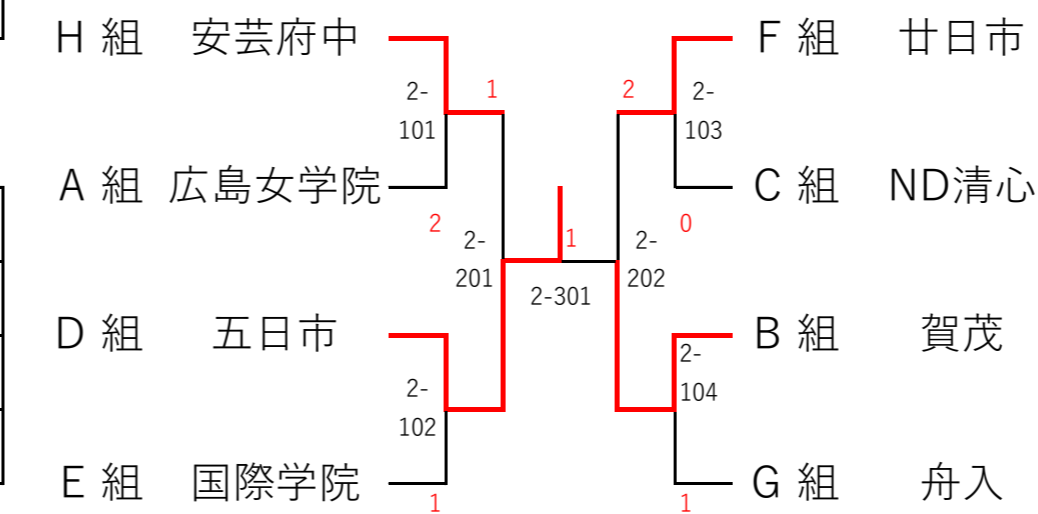 H 組 安芸府中
F 組 廿日市
2-
101
1
2
2-
103
A 組 広島女学院
C 組 ND清心
2
2-
201
1
2-
202
0
2-301
D 組 五日市
B 組 賀茂
2-
102
2-
104
E 組 国際学院
G 組 舟入
1
1